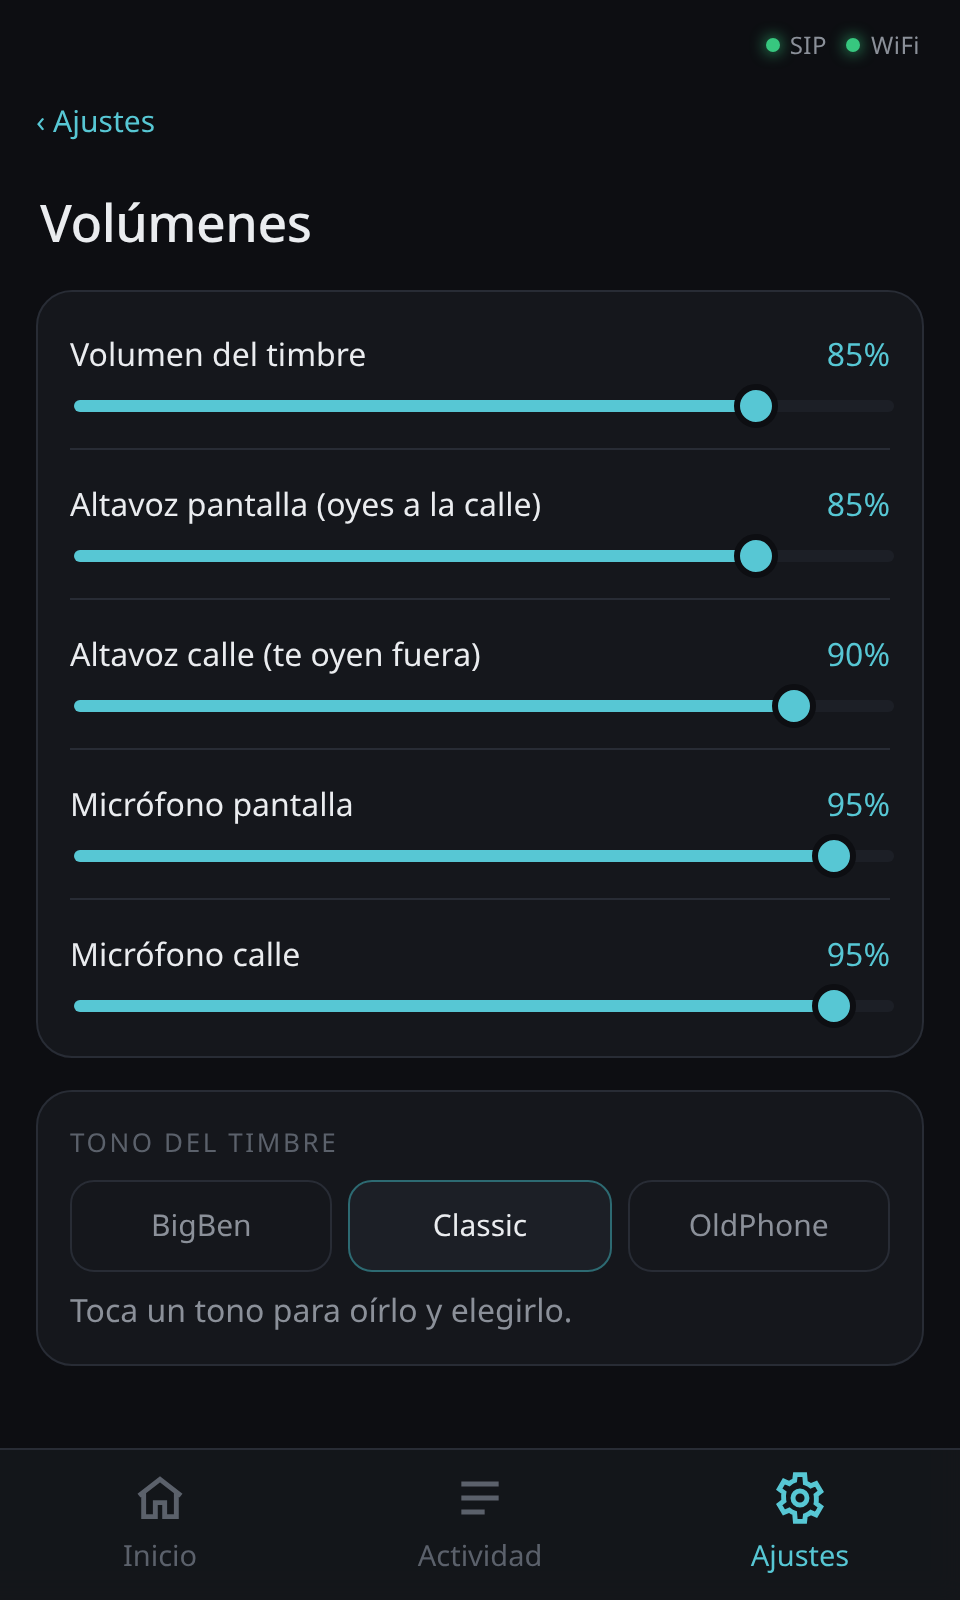 SIP WiFi
‹ Ajustes
Volúmenes
Volumen del timbre 85%
Altavoz pantalla (oyes a la calle) 85%
Altavoz calle (te oyen fuera) 90%
Micrófono pantalla 95%
Micrófono calle 95%
TONO DEL TIMBRE
BigBen Classic OldPhone
Toca un tono para oírlo y elegirlo.
Inicio Actividad Ajustes